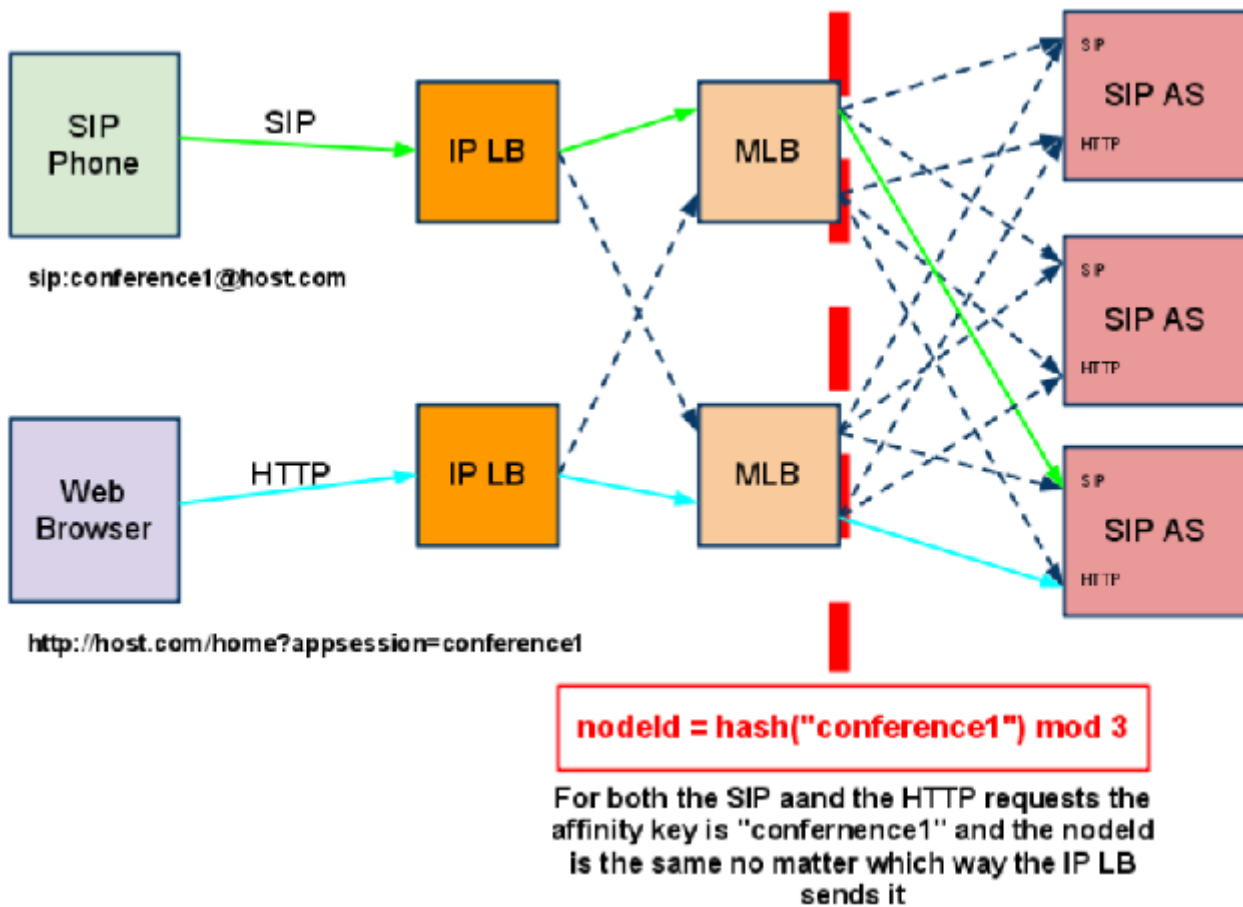 SIP
Phone
SIP
IP LB
MLB
SIP
SIP AS
HTTP
sip:conference1@host.com
SIP
SIP AS
HTTP
Web
Browser
HTTP
IP LB
MLB
SIP
SIP AS
HTTP
http://host.com/home?appsession=conference1
nodeId = hash("conference1") mod 3
For both the SIP aand the HTTP requests the
affinity key is "confernence1" and the nodeId
is the same no matter which way the IP LB
sends it